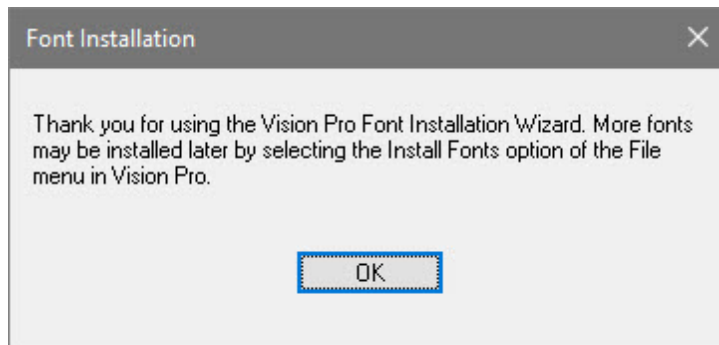 Font Installation
Thank you for using the Vision Pro Font Installation Wizard. More fonts
may be installed later by selecting the Install Fonts option of the File
menu in Vision Pro.
OK